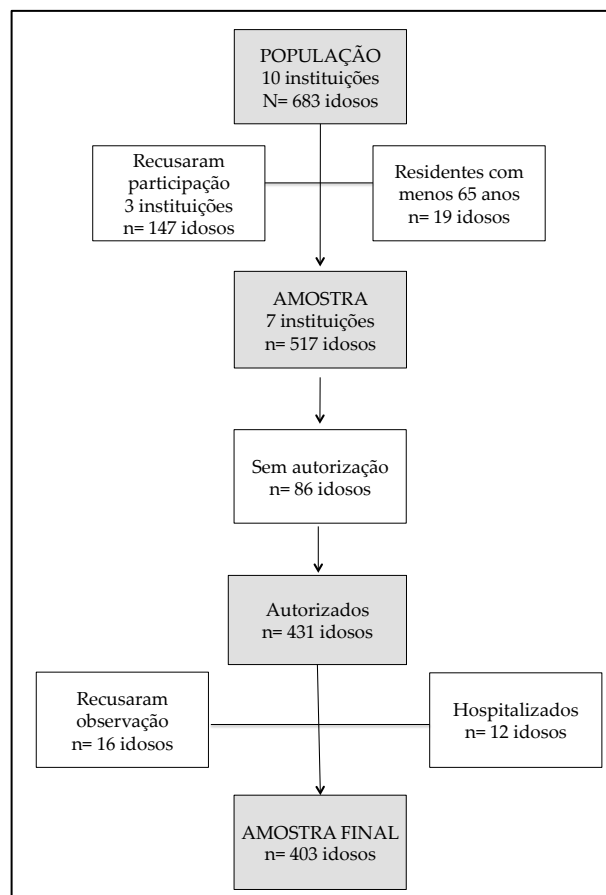 POPULAÇÃO
10 instituições
N= 683 idosos
Recusaram
participação
3 instituições
n= 147 idosos
Residentes com
menos 65 anos
n= 19 idosos
AMOSTRA
7 instituições
n= 517 idosos
Sem autorização
n= 86 idosos
Autorizados
n= 431 idosos
Recusaram
observação
n= 16 idosos
Hospitalizados
n= 12 idosos
AMOSTRA FINAL
n= 403 idosos